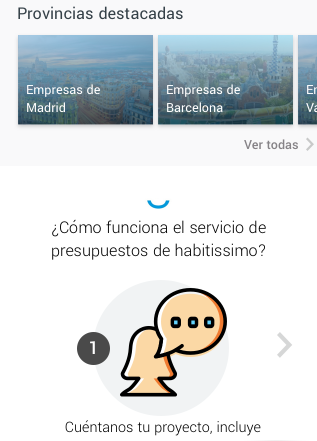 Provincias destacadas
Empresas de
Madrid
Empresas de
Barcelona
Ver todas
¿Cómo funciona el servicio de
presupuestos de habitissimo?
1
Cuéntanos tu proyecto, incluye